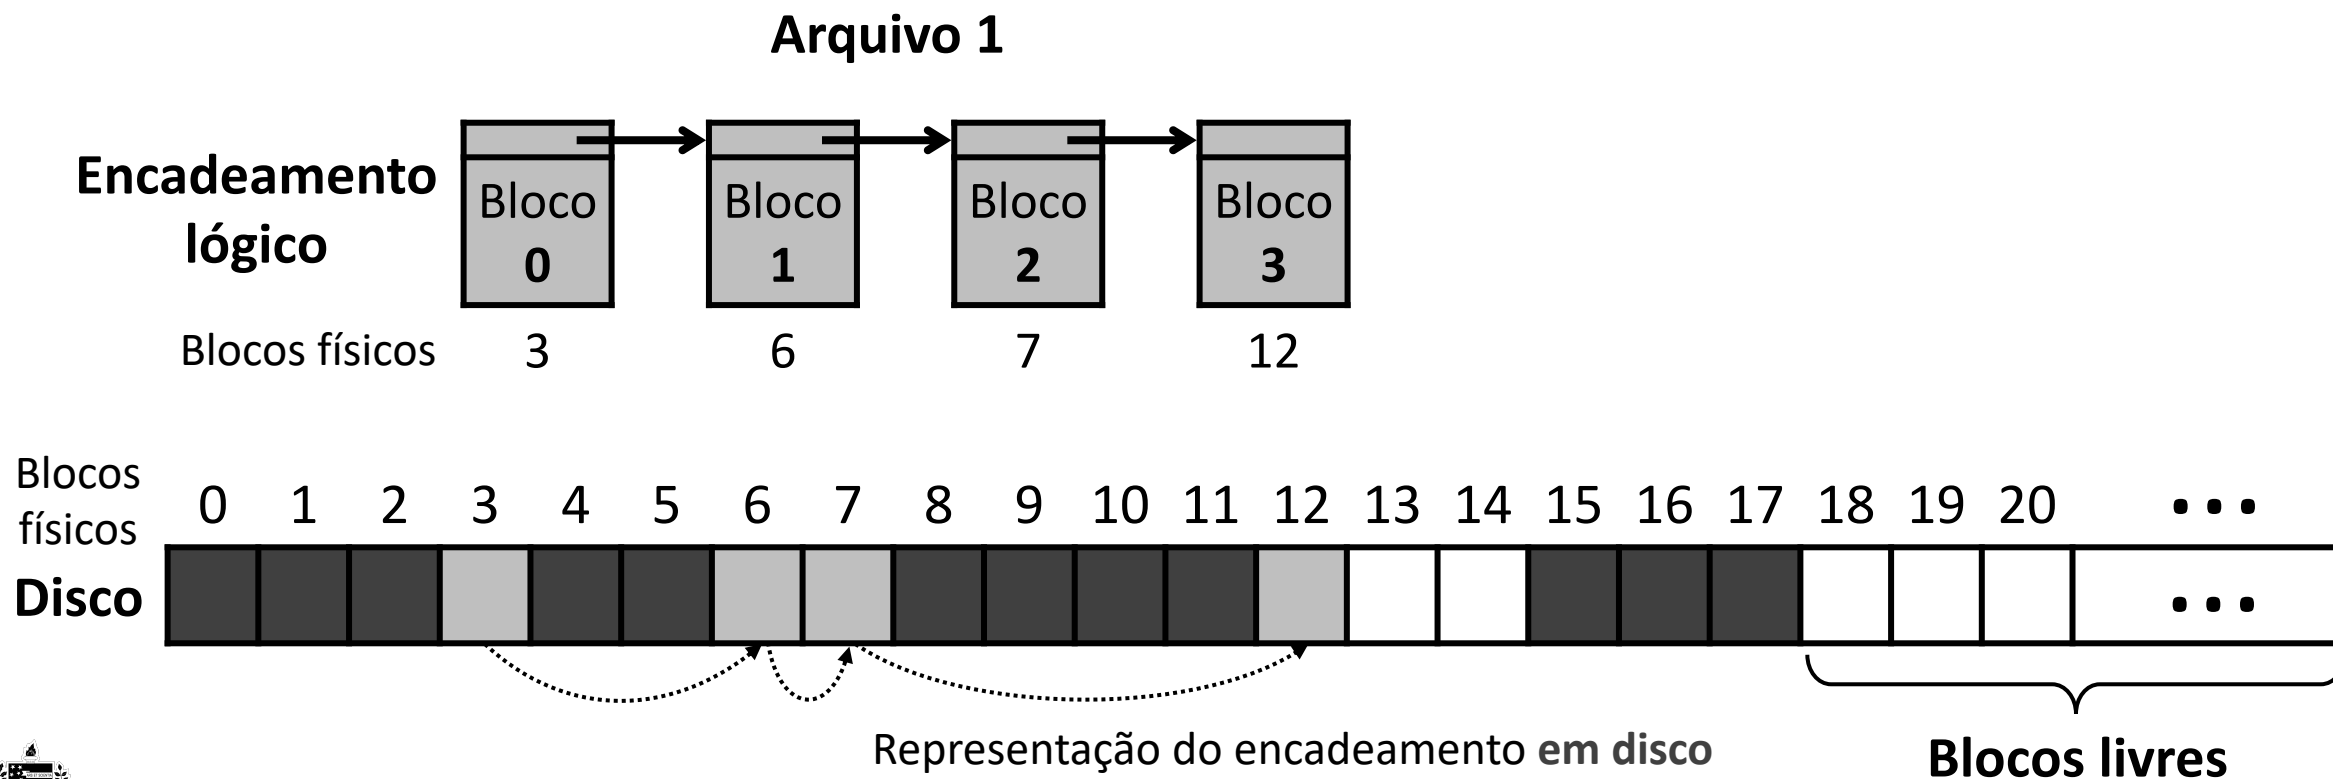 Arquivo 1
Encadeamento
lógico
Bloco
0
Bloco
1
Bloco
2
Bloco
3
Blocos físicos 3 6 7 12
Blocos
físicos
0 1 2 3 4 5 6 7 8 9 10 11 12 13 14 15 16 17 18 19 20 ...
Disco
...
Representação do encadeamento em disco
Blocos livres